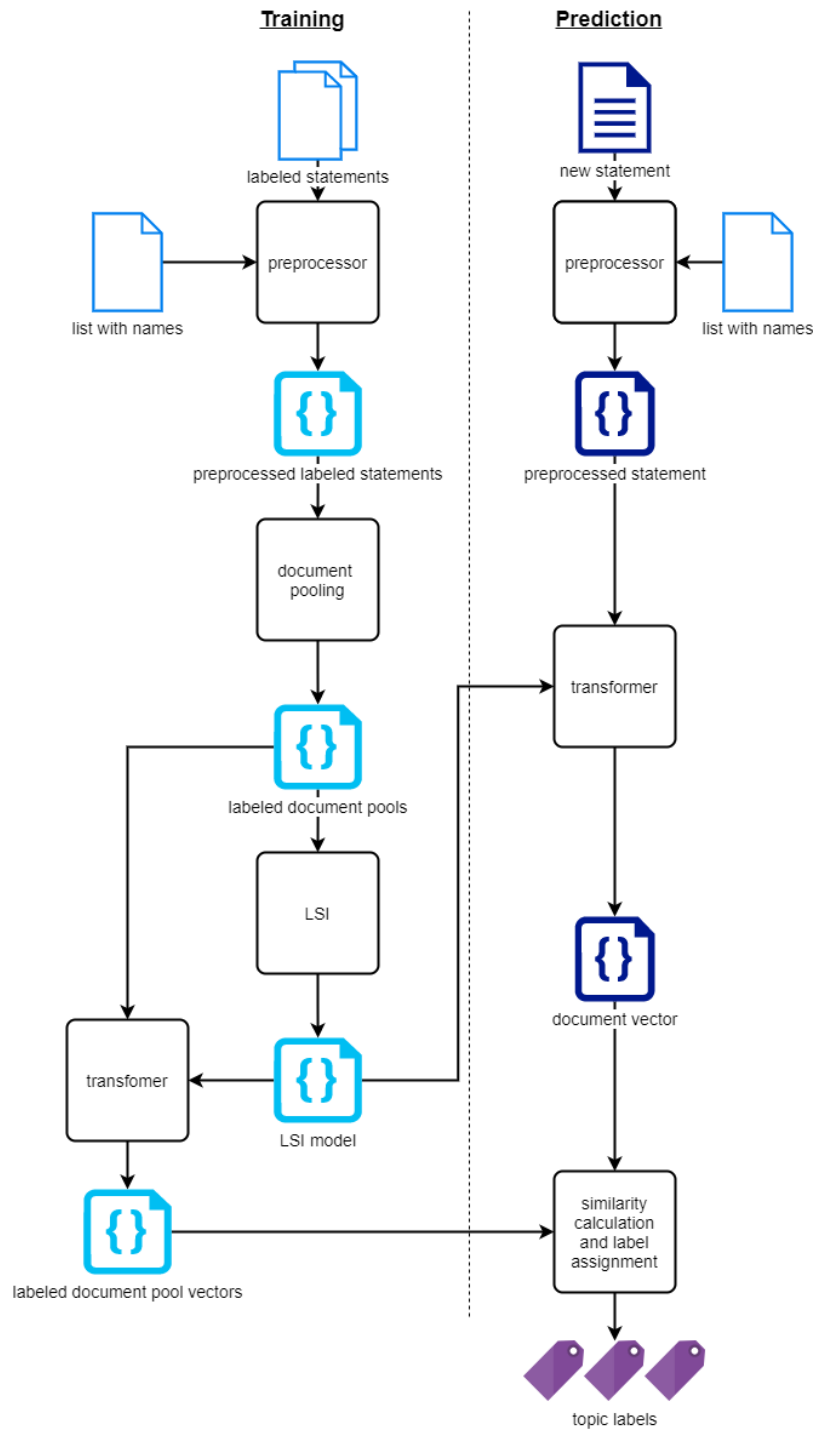 Training
Prediction
labeled statements
new statement
preprocessor
preprocessor
list with names
list with names
{}
{}
preprocessed labeled statements
preprocessed statement
document
pooling
transformer
{}
labeled document pools
LSI
{}
document vector
transfomer
{}
LSI model
similarity
calculation
and label
assignment
{}
labeled document pool vectors
topic labels